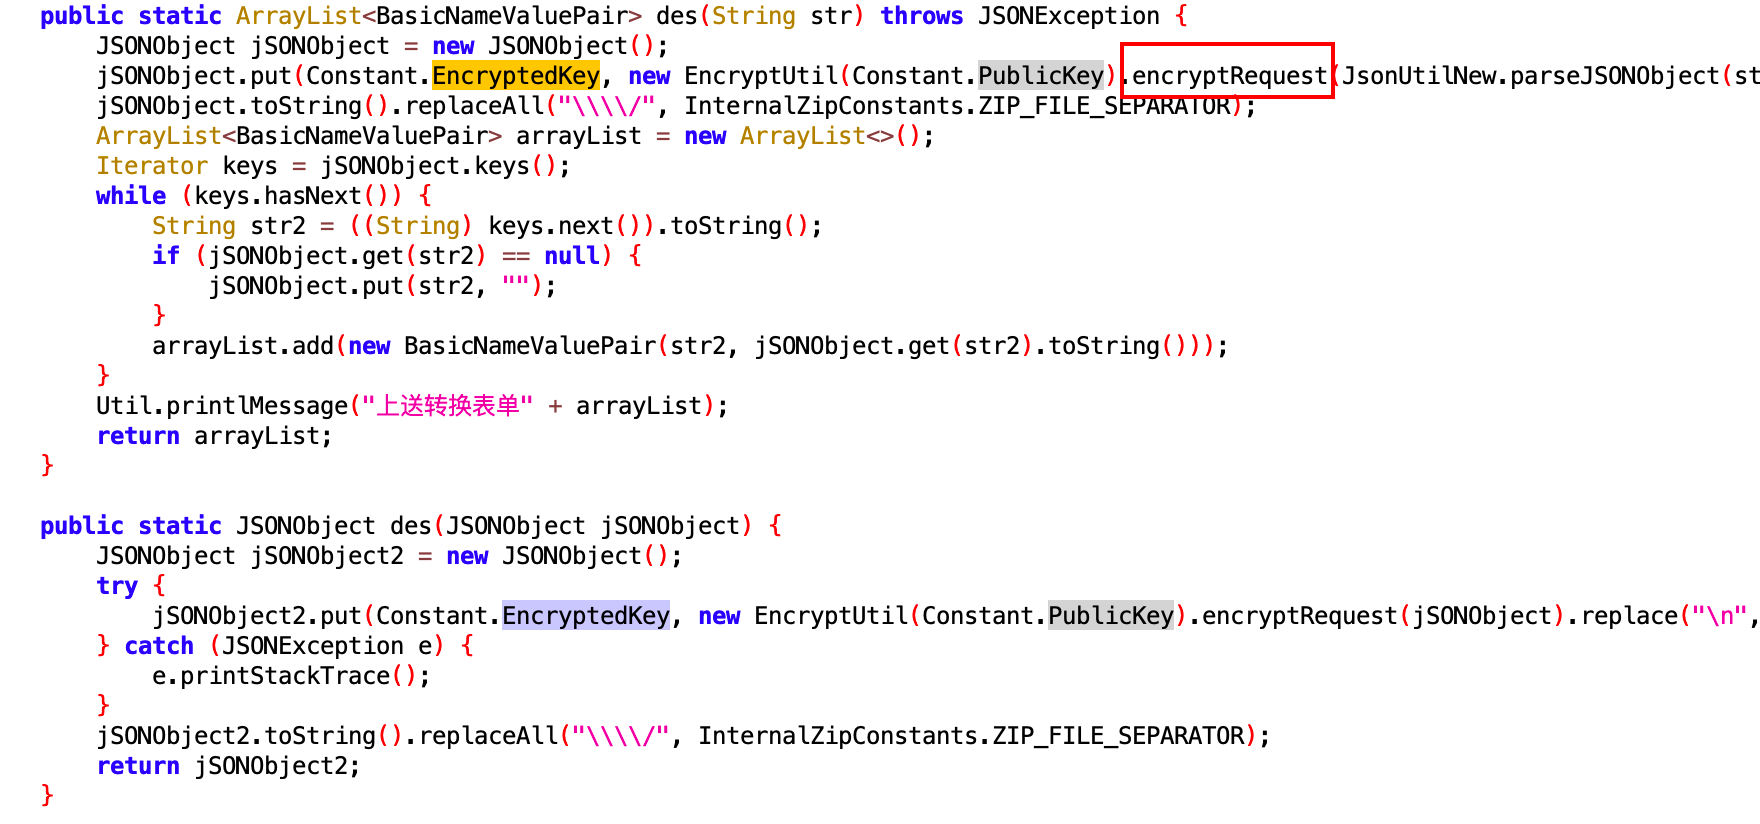 public static ArrayList<BasicNameValuePair> des(String str) throws JSONException {
JSONObject jSONObject = new JSONObject();
jSONObject.put(Constant.EncryptedKey, new EncryptUtil(Constant.PublicKey).encryptRequest(JsonUtilNew.parseJSONObject(st
jSONObject.toString().replaceAll("\\\\/", InternalZipConstants.ZIP_FILE_SEPARATOR);
ArrayList<BasicNameValuePair> arrayList = new ArrayList<>();
Iterator keys = jSONObject.keys();
while (keys.hasNext()) {
String str2 = ((String) keys.next()).toString();
if (jSONObject.get(str2) == null) {
jSONObject.put(str2, "");
}
arrayList.add(new BasicNameValuePair(str2, jSONObject.get(str2).toString()));
}
Util.printlMessage("上送转换表单" + arrayList);
return arrayList;
}
public static JSONObject des(JSONObject jSONObject) {
JSONObject jSONObject2 = new JSONObject();
try {
jSONObject2.put(Constant.EncryptedKey, new EncryptUtil(Constant.PublicKey).encryptRequest(jSONObject).replace("\n",
} catch (JSONException e) {
e.printStackTrace();
}
jSONObject2.toString().replaceAll("\\\\/", InternalZipConstants.ZIP_FILE_SEPARATOR);
return jSONObject2;
}